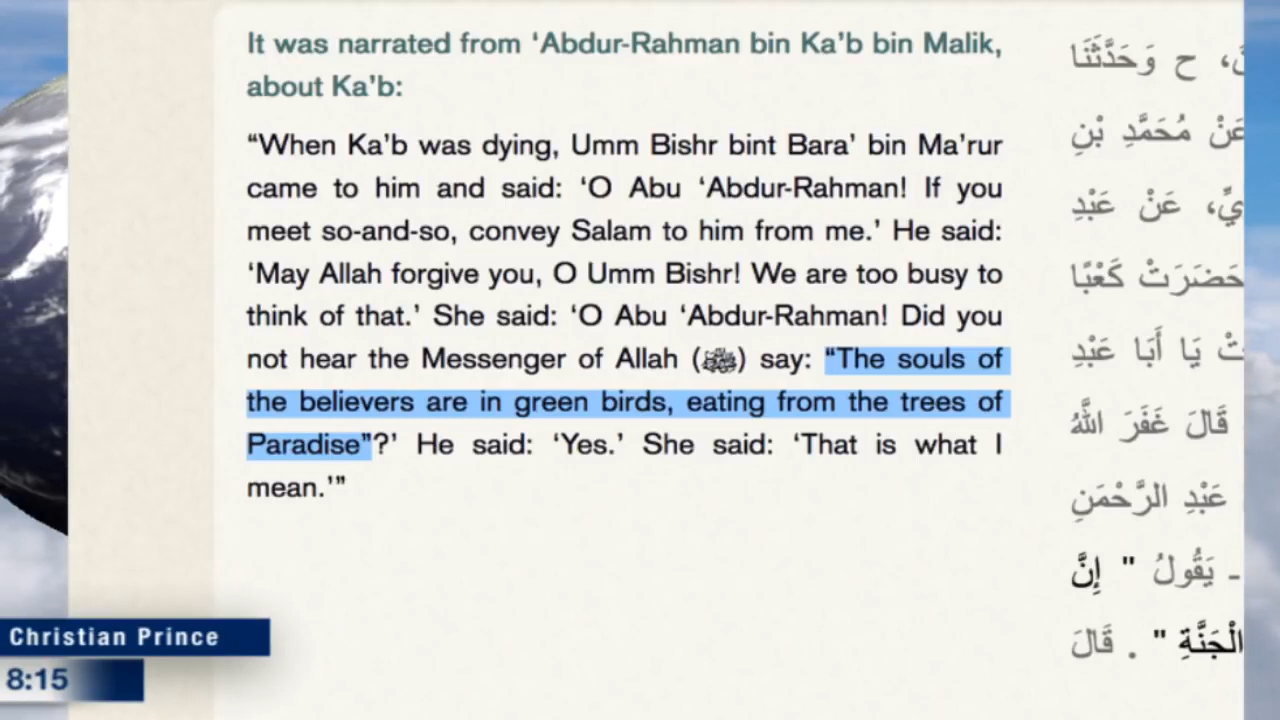 It was narrated from ‘Abdur-Rahman bin Ka’b bin Malik,
about Ka’b:
“When Ka’b was dying, Umm Bishr bint Bara’ bin Ma’rur
came to him and said: ‘O Abu ‘Abdur-Rahman! If you
meet so-and-so, convey Salam to him from me.’ He said:
‘May Allah forgive you, O Umm Bishr! We are too busy to
think of that.’ She said: ‘O Abu ‘Abdur-Rahman! Did you
not hear the Messenger of Allah (ﷺ) say: “The souls of
the believers are in green birds, eating from the trees of
Paradise”?’ He said: ‘Yes.’ She said: ‘That is what I
mean.’”
، ح وَحَدَّثَنَا
عَنْ مُحَمَّدِ بْنِ
عَنْ عَبْدِ
حَضَرَتْ كَعْبًا
يَا أَبَا عَبْدِ
قَالَ غَفَرَ اللَّهُ
عَبْدِ الرَّحْمَنِ
- يَقُولُ " إِنَّ
الْجَنَّةِ " . قَالَ
Christian Prince
8:15